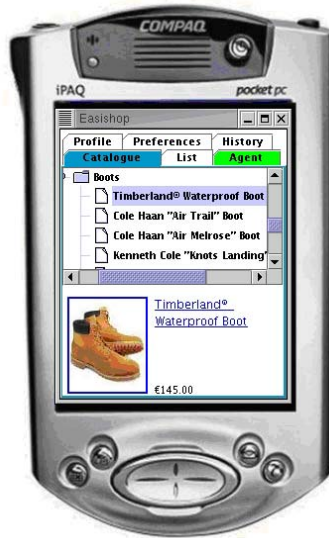 COMPAQ
iPAQ pocket pc
Easishop
Profile Preferences History
Catalogue List Agent
Boots
Timberland® Waterproof Boot
Cole Haan "Air Trail" Boot
Cole Haan "Air Melrose" Boot
Kenneth Cole "Knots Landing"
Timberland®
Waterproof Boot
€145.00